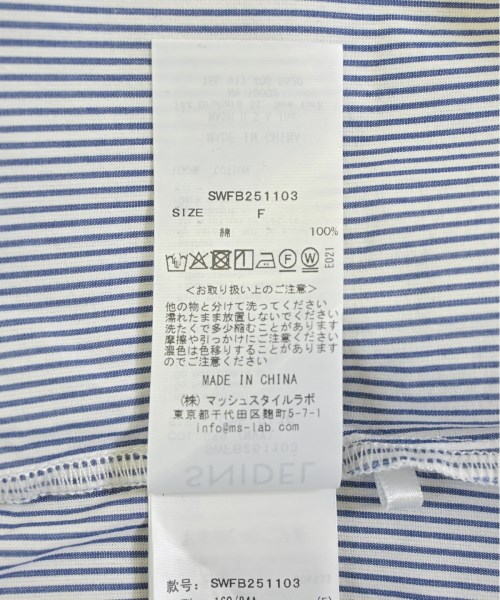 SWFB251103
SIZE F
綿 100%
E021
<お取り扱い上のご注意>
他の物と分けて洗ってください
濡れたまま放置しないでください
洗たくで多少縮むことがあります
摩擦や引っかけにご注意ください
濃色は色移りすることがあります
のでご注意ください
MADE IN CHINA
(株) マッシュスタイルラボ
東京都千代田区麹町5-7-1
info@ms-lab.com
SWFB251103
SNIDEL
款号: SWFB251103